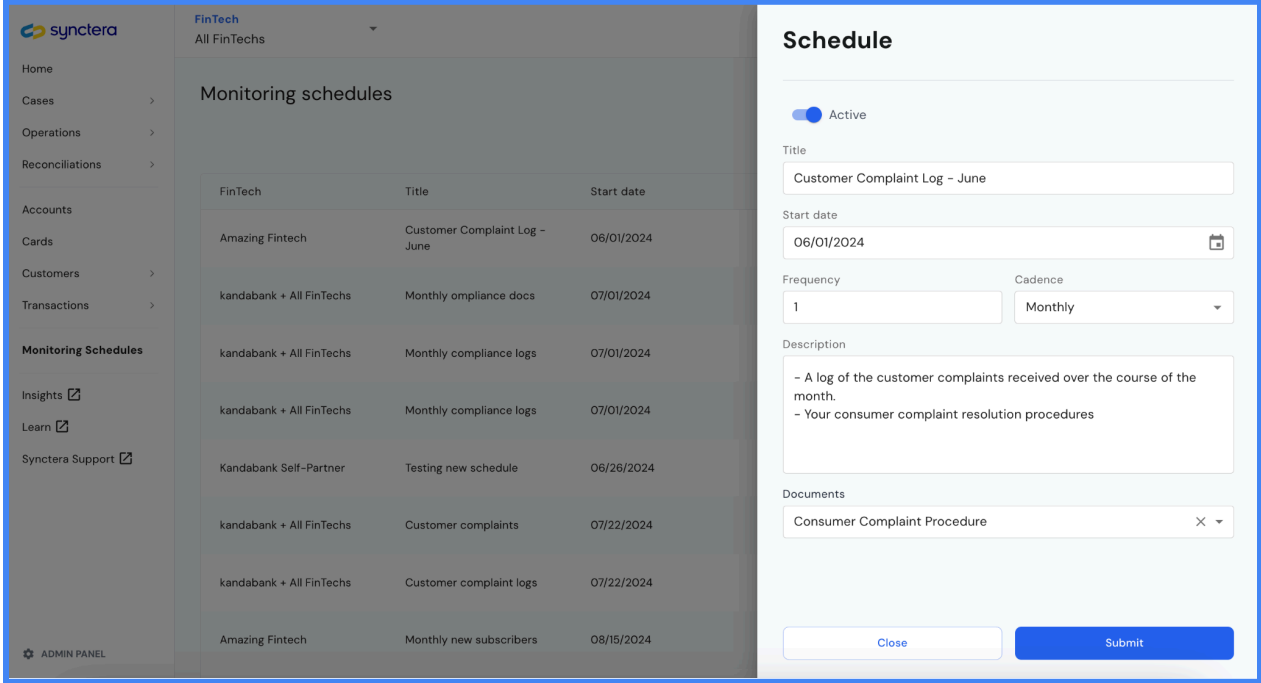 synctera
Home
Cases
Operations
Reconciliations
Accounts
Cards
Customers
Transactions
Monitoring Schedules
Insights
Learn
Synctera Support
ADMIN PANEL
FinTech
All FinTechs
Monitoring schedules
FinTech Title Start date
Amazing Fintech Customer Complaint Log - 06/01/2024
June
kandabank + All FinTechs Monthly ompliance docs 07/01/2024
kandabank + All FinTechs Monthly compliance logs 07/01/2024
kandabank + All FinTechs Monthly compliance logs 07/01/2024
Kandabank Self-Partner Testing new schedule 06/26/2024
kandabank + All FinTechs Customer complaints 07/22/2024
kandabank + All FinTechs Customer complaint logs 07/22/2024
Amazing Fintech Monthly new subscribers 08/15/2024
Schedule
Active
Title
Customer Complaint Log - June
Start date
06/01/2024
Frequency Cadence
1 Monthly
Description
- A log of the customer complaints received over the course of the
month.
- Your consumer complaint resolution procedures
Documents
Consumer Complaint Procedure
Close Submit